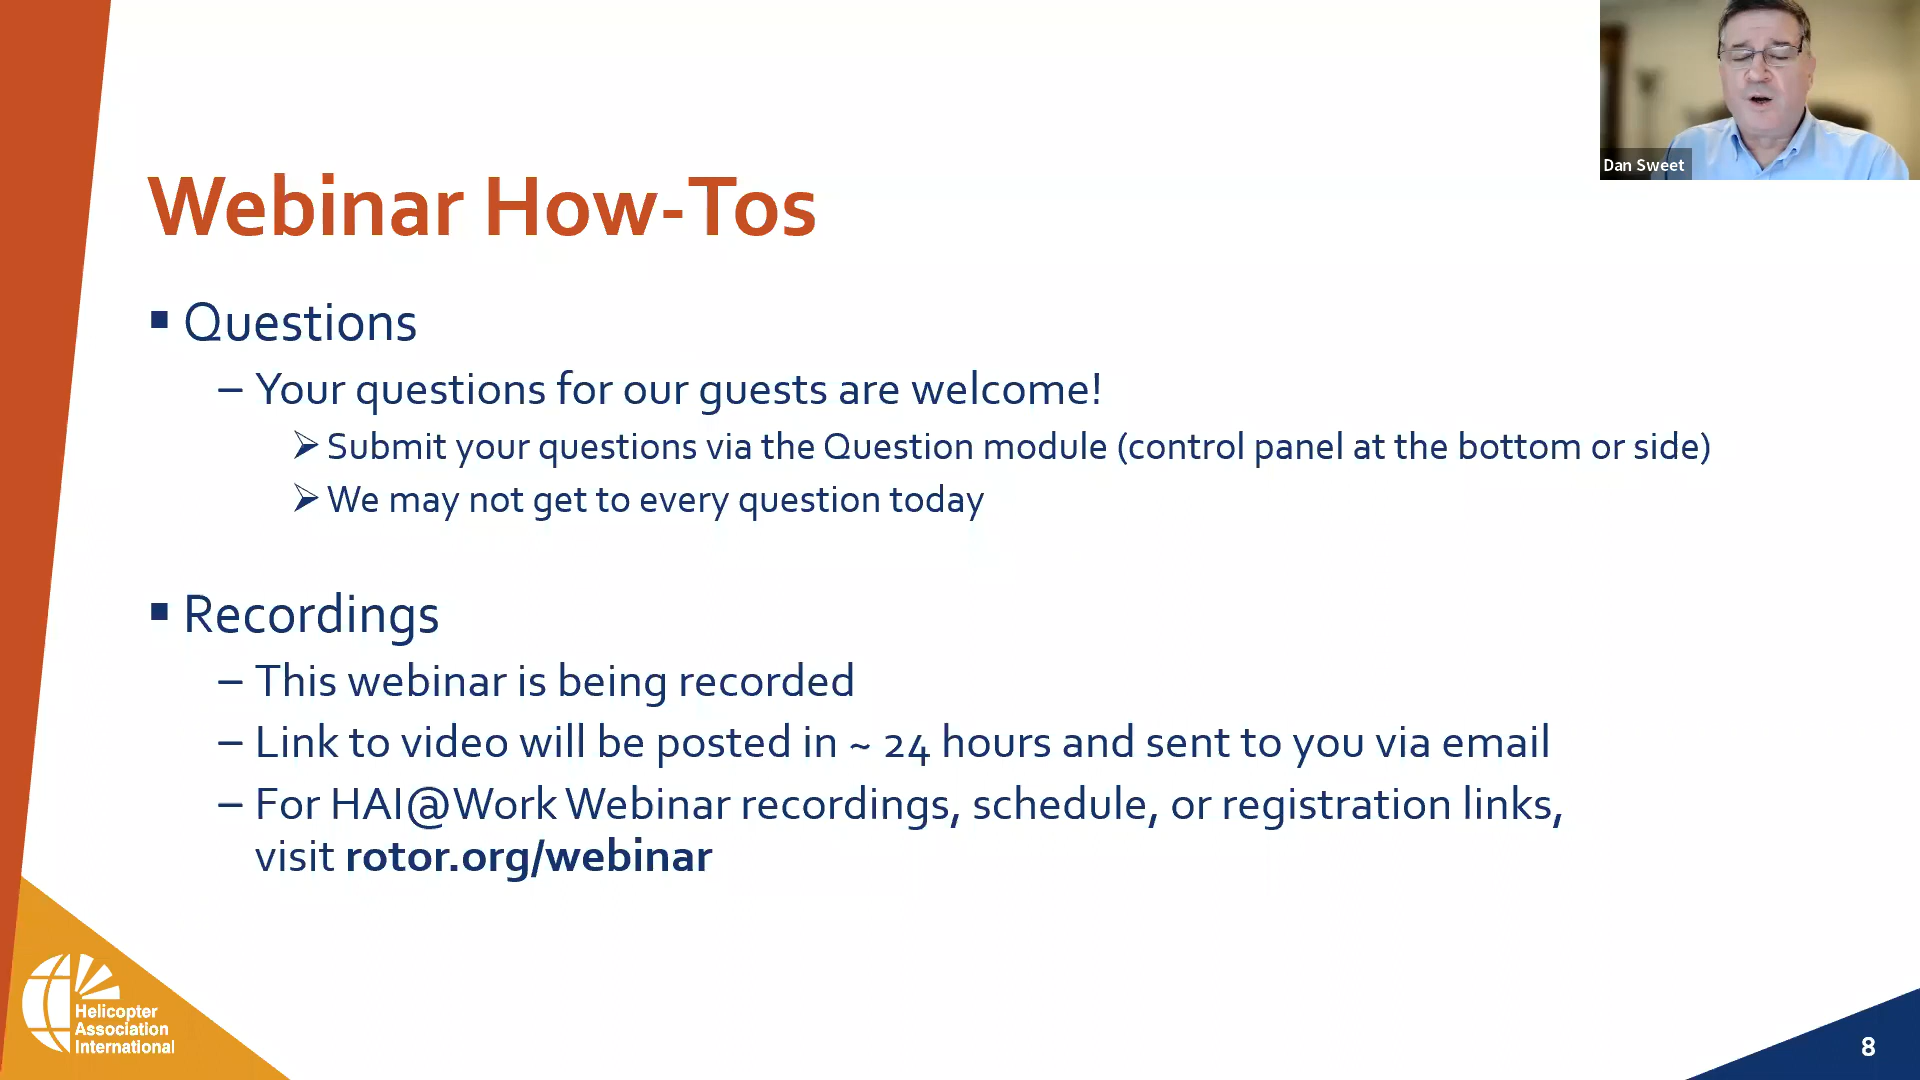 Dan Sweet
Webinar How-Tos
▪ Questions
– Your questions for our guests are welcome!
➢ Submit your questions via the Question module (control panel at the bottom or side)
➢ We may not get to every question today
▪ Recordings
– This webinar is being recorded
– Link to video will be posted in ~ 24 hours and sent to you via email
– For HAI@Work Webinar recordings, schedule, or registration links,
visit rotor.org/webinar
Helicopter
Association
International
8